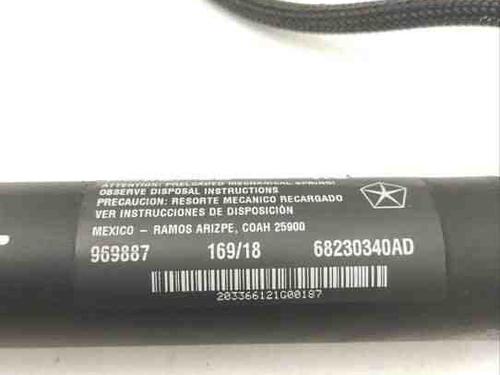 ATTENTION: PRELOADED MECHANICAL SPRING!
OBSERVE DISPOSAL INSTRUCTIONS
PRECAUCION: RESORTE MECANICO RECARGADO
VER INSTRUCCIONES DE DISPOSICIÓN
MEXICO – RAMOS ARIZPE, COAH 25900
969887 169/18 68230340AD
203366121G00187